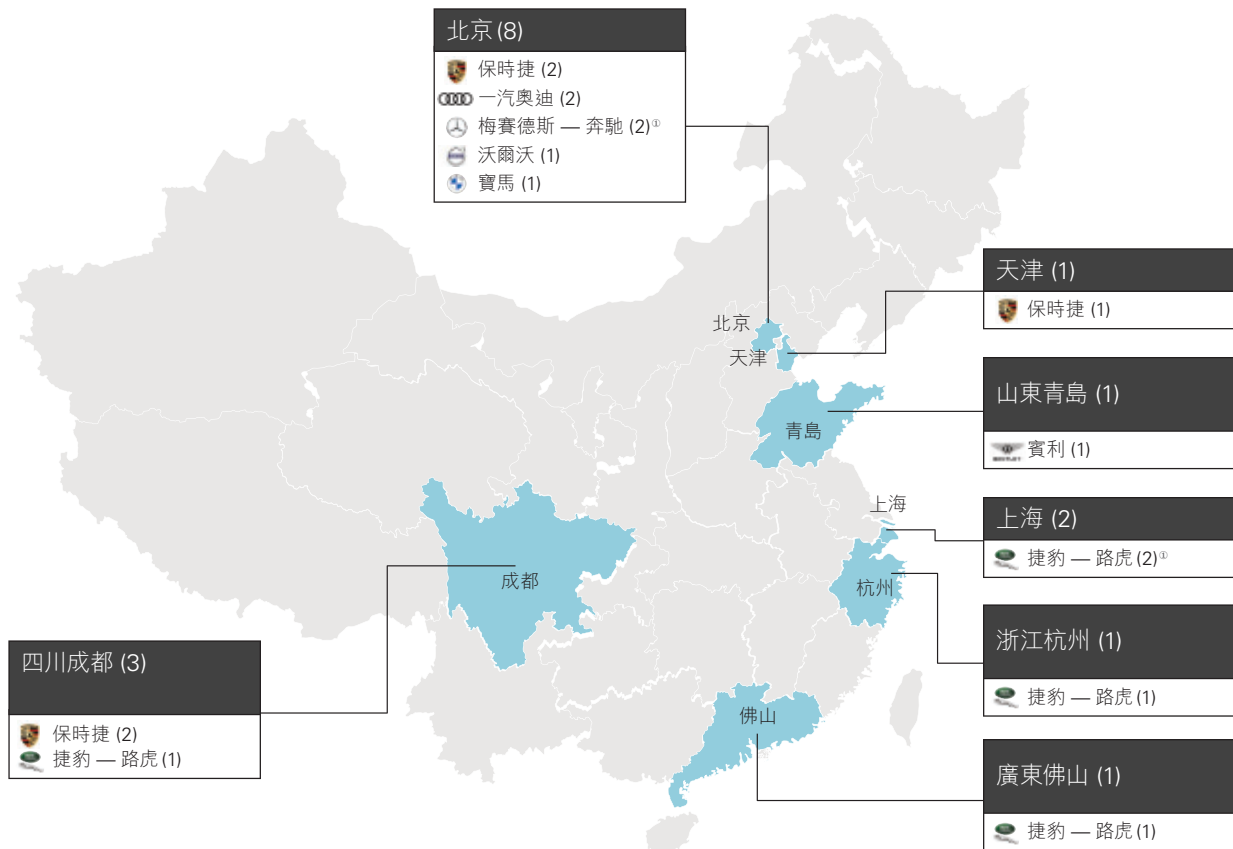 北京 (8)
保時捷 (2)
一汽奧迪 (2)
梅賽德斯 — 奔馳 (2)①
沃爾沃 (1)
寶馬 (1)
天津 (1)
保時捷 (1)
北京
天津
山東青島 (1)
賓利 (1)
青島
上海
上海 (2)
捷豹 — 路虎 (2)①
成都
杭州
浙江杭州 (1)
捷豹 — 路虎 (1)
四川成都 (3)
保時捷 (2)
捷豹 — 路虎 (1)
佛山
廣東佛山 (1)
捷豹 — 路虎 (1)